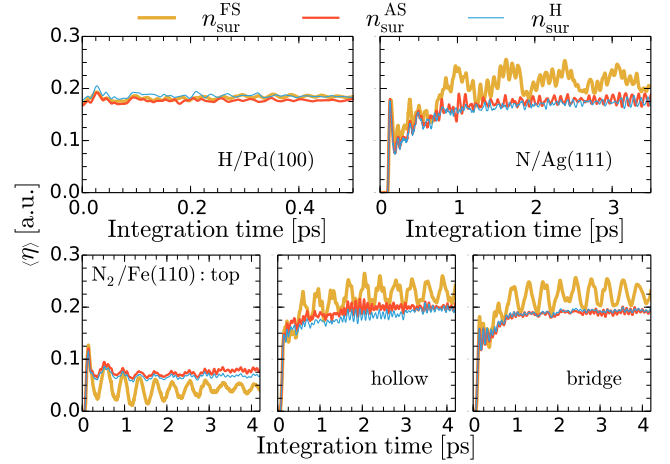 n_sur^FS n_sur^AS n_sur^H
0.3
0.2
0.1
0.0
H/Pd(100)
N/Ag(111)
0.0 0.2 0.4
0 1 2 3
Integration time [ps]
Integration time [ps]
⟨η⟩ [a.u.]
0.3
0.2
0.1
0.0
N₂/Fe(110): top
hollow
bridge
0 1 2 3 4
0 1 2 3 4
0 1 2 3 4
Integration time [ps]